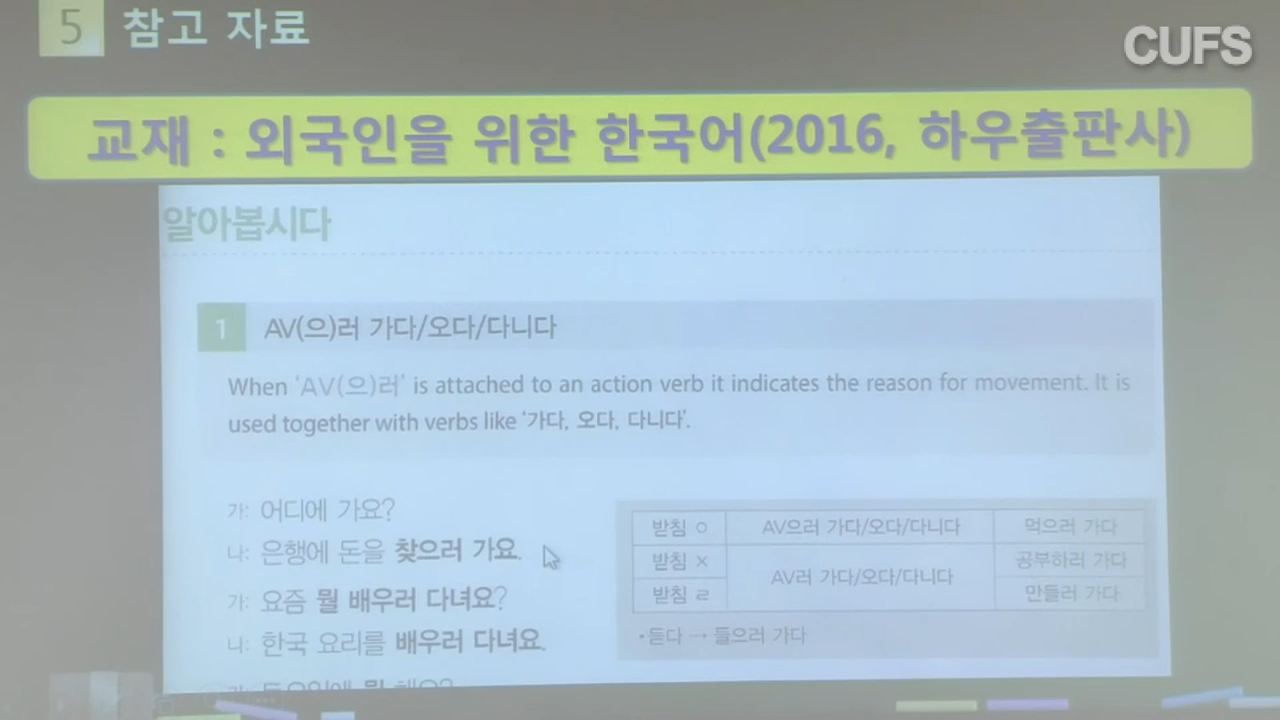 5 참고 자료
CUFS
교재 : 외국인을 위한 한국어(2016, 하우출판사)
알아봅시다
1 AV(으)러 가다/오다/다니다
When 'AV(으)러' is attached to an action verb it indicates the reason for movement. It is
used together with verbs like '가다, 오다, 다니다'.
가: 어디에 가요?
나: 은행에 돈을 찾으러 가요.
가: 요즘 뭘 배우러 다녀요?
나: 한국 요리를 배우러 다녀요.
받침 ○ AV으러 가다/오다/다니다 먹으러 가다
받침 × AV러 가다/오다/다니다 공부하러 가다
받침 ㄹ 만들러 가다
• 듣다 → 들으러 가다